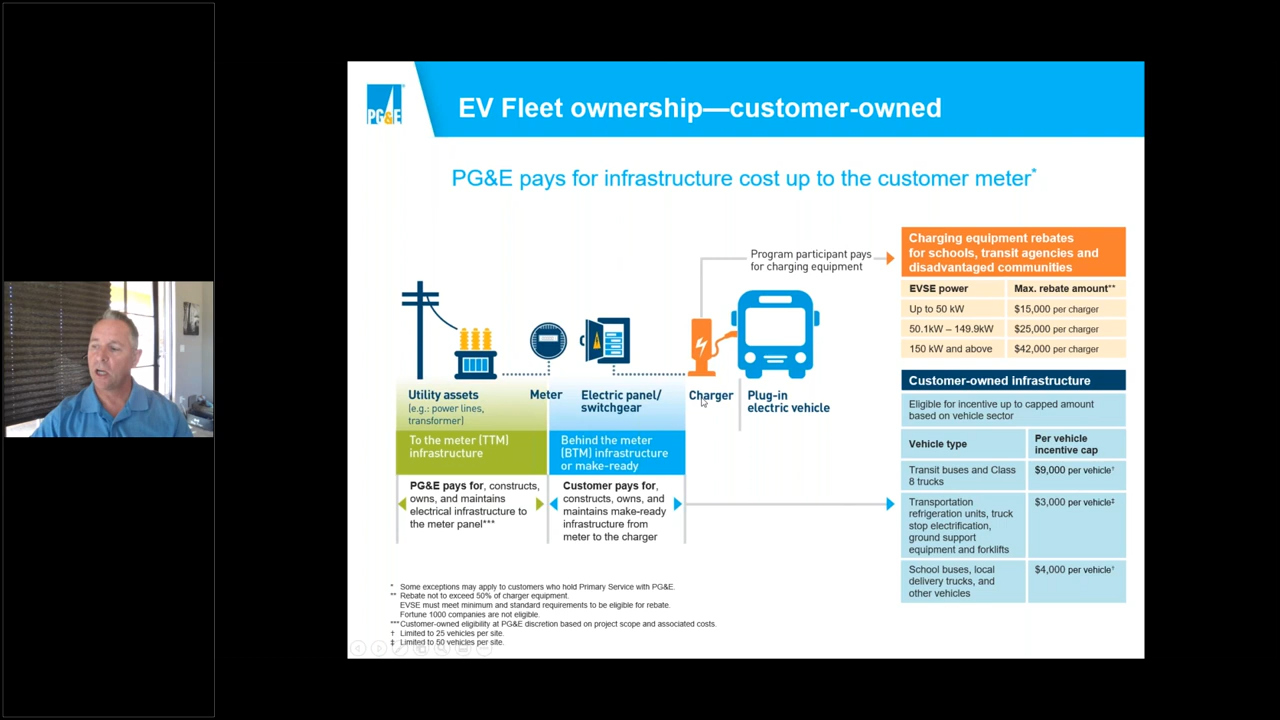 PG&E
EV Fleet ownership—customer-owned
PG&E pays for infrastructure cost up to the customer meter*
Program participant pays
for charging equipment
Charging equipment rebates
for schools, transit agencies and
disadvantaged communities
EVSE power Max. rebate amount**
Up to 50 kW $15,000 per charger
50.1kW – 149.9kW $25,000 per charger
150 kW and above $42,000 per charger
Utility assets
(e.g.: power lines,
transformer)
Meter
Electric panel/
switchgear
Charger
Plug-in
electric vehicle
To the meter (TTM)
infrastructure
Behind the meter
(BTM) infrastructure
or make-ready
PG&E pays for, constructs,
owns, and maintains
electrical infrastructure to
the meter panel***
Customer pays for,
constructs, owns, and
maintains make-ready
infrastructure from
meter to the charger
Customer-owned infrastructure
Eligible for incentive up to capped amount
based on vehicle sector
Vehicle type
Per vehicle
incentive cap
Transit buses and Class
8 trucks
$9,000 per vehicle†
Transportation
refrigeration units, truck
stop electrification,
ground support
equipment and forklifts
$3,000 per vehicle‡
School buses, local
delivery trucks, and
other vehicles
$4,000 per vehicle†
* Some exceptions may apply to customers who hold Primary Service with PG&E.
** Rebate not to exceed 50% of charger equipment.
EVSE must meet minimum and standard requirements to be eligible for rebate.
Fortune 1000 companies are not eligible.
***Customer-owned eligibility at PG&E discretion based on project scope and associated costs.
† Limited to 25 vehicles per site.
‡ Limited to 50 vehicles per site.